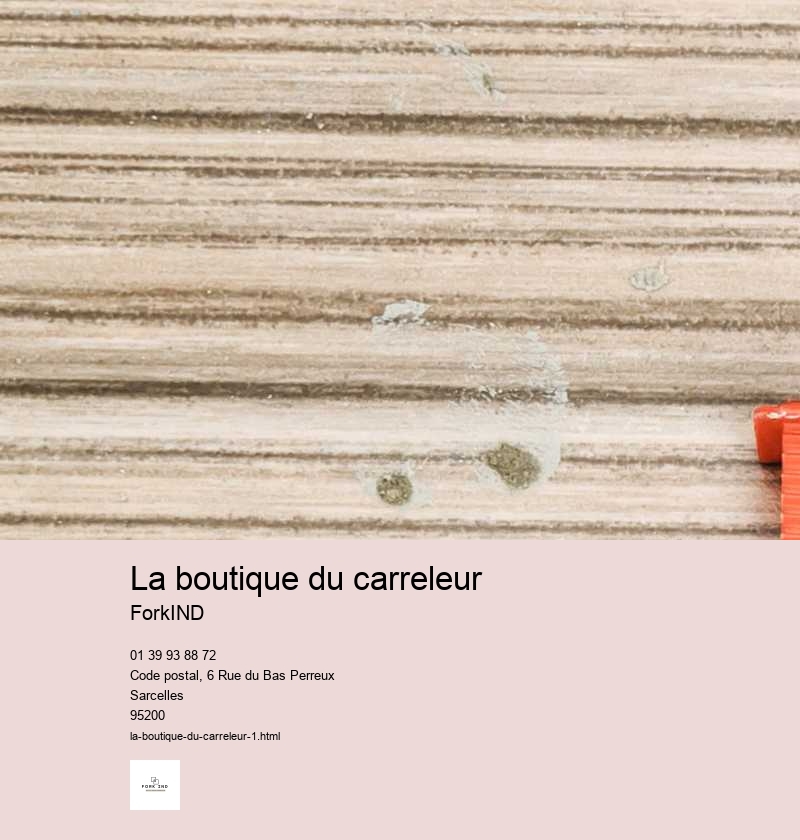 La boutique du carreleur
ForkIND
01 39 93 88 72
Code postal, 6 Rue du Bas Perreux
Sarcelles
95200
la-boutique-du-carreleur-1.html
FORK IND